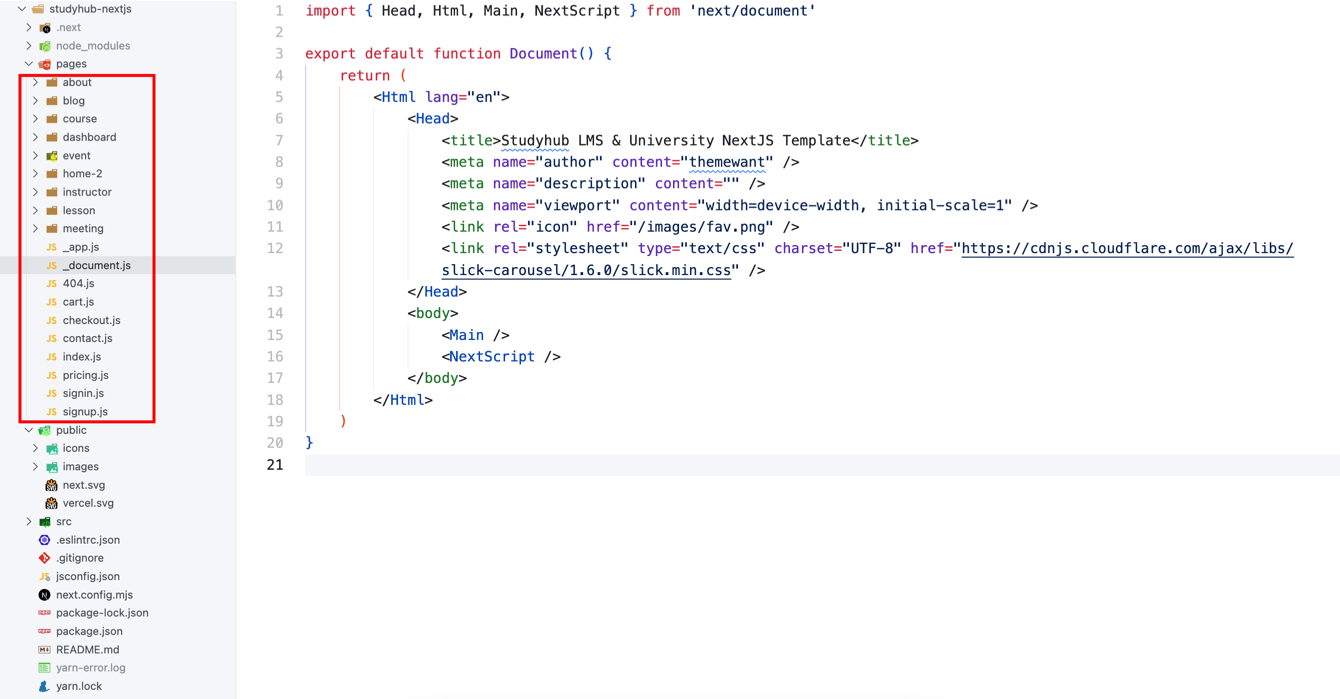 studyhub-nextjs
.next
node_modules
pages
about
blog
course
dashboard
event
home-2
instructor
lesson
meeting
JS _app.js
JS _document.js
JS 404.js
JS cart.js
JS checkout.js
JS contact.js
JS index.js
JS pricing.js
JS signin.js
JS signup.js
public
icons
images
next.svg
vercel.svg
src
.eslintrc.json
.gitignore
JS jsconfig.json
N next.config.mjs
package-lock.json
package.json
README.md
yarn-error.log
yarn.lock
1 import { Head, Html, Main, NextScript } from 'next/document'
2
3 export default function Document() {
4 return (
5 <Html lang="en">
6 <Head>
7 <title>Studyhub LMS & University NextJS Template</title>
8 <meta name="author" content="themewant" />
9 <meta name="description" content="" />
10 <meta name="viewport" content="width=device-width, initial-scale=1" />
11 <link rel="icon" href="/images/fav.png" />
12 <link rel="stylesheet" type="text/css" charset="UTF-8" href="https://cdnjs.cloudflare.com/ajax/libs/
slick-carousel/1.6.0/slick.min.css" />
13 </Head>
14 <body>
15 <Main />
16 <NextScript />
17 </body>
18 </Html>
19 )
20 }
21